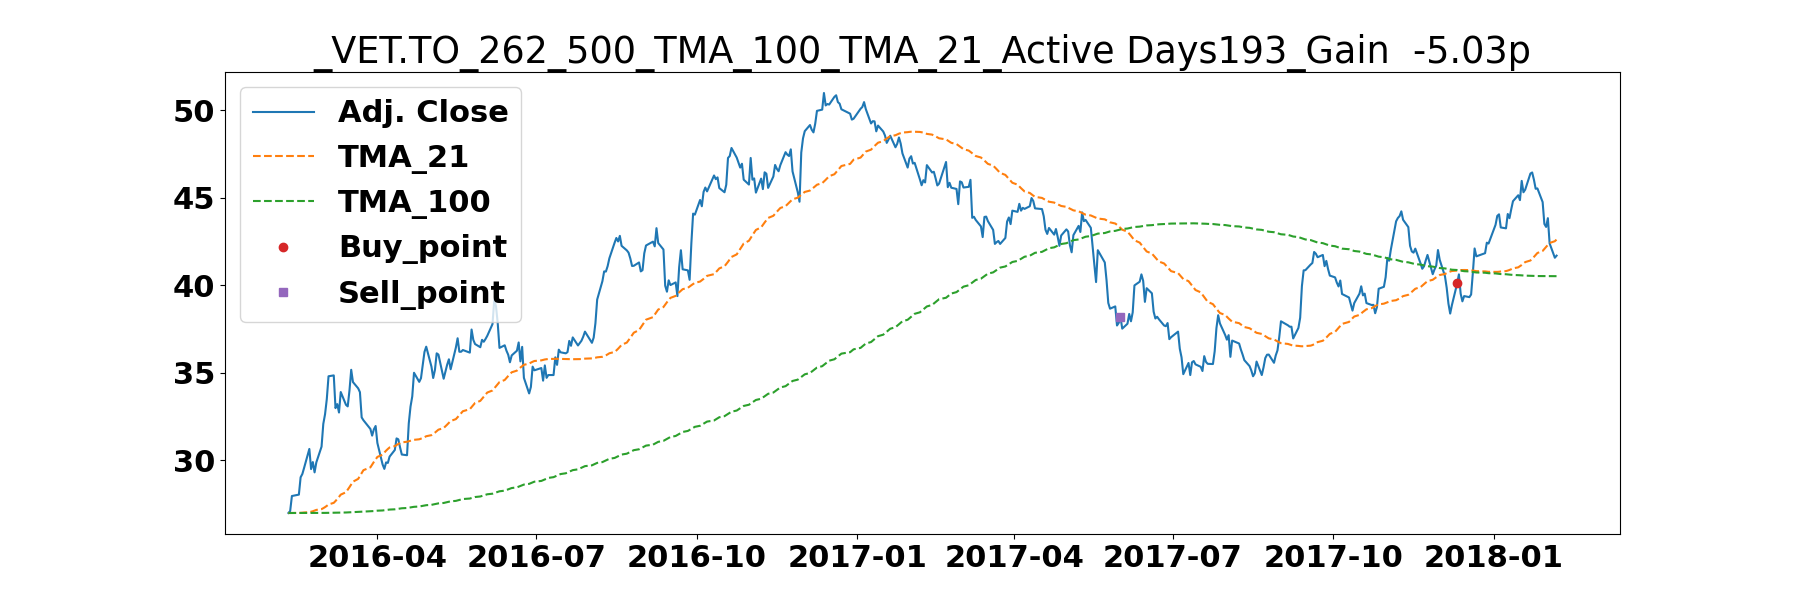 _VET.TO_262_500_TMA_100_TMA_21_Active Days193_Gain  -5.03p
Adj. Close
TMA_21
TMA_100
Buy_point
Sell_point
50
45
40
35
30
2016-04 2016-07 2016-10 2017-01 2017-04 2017-07 2017-10 2018-01